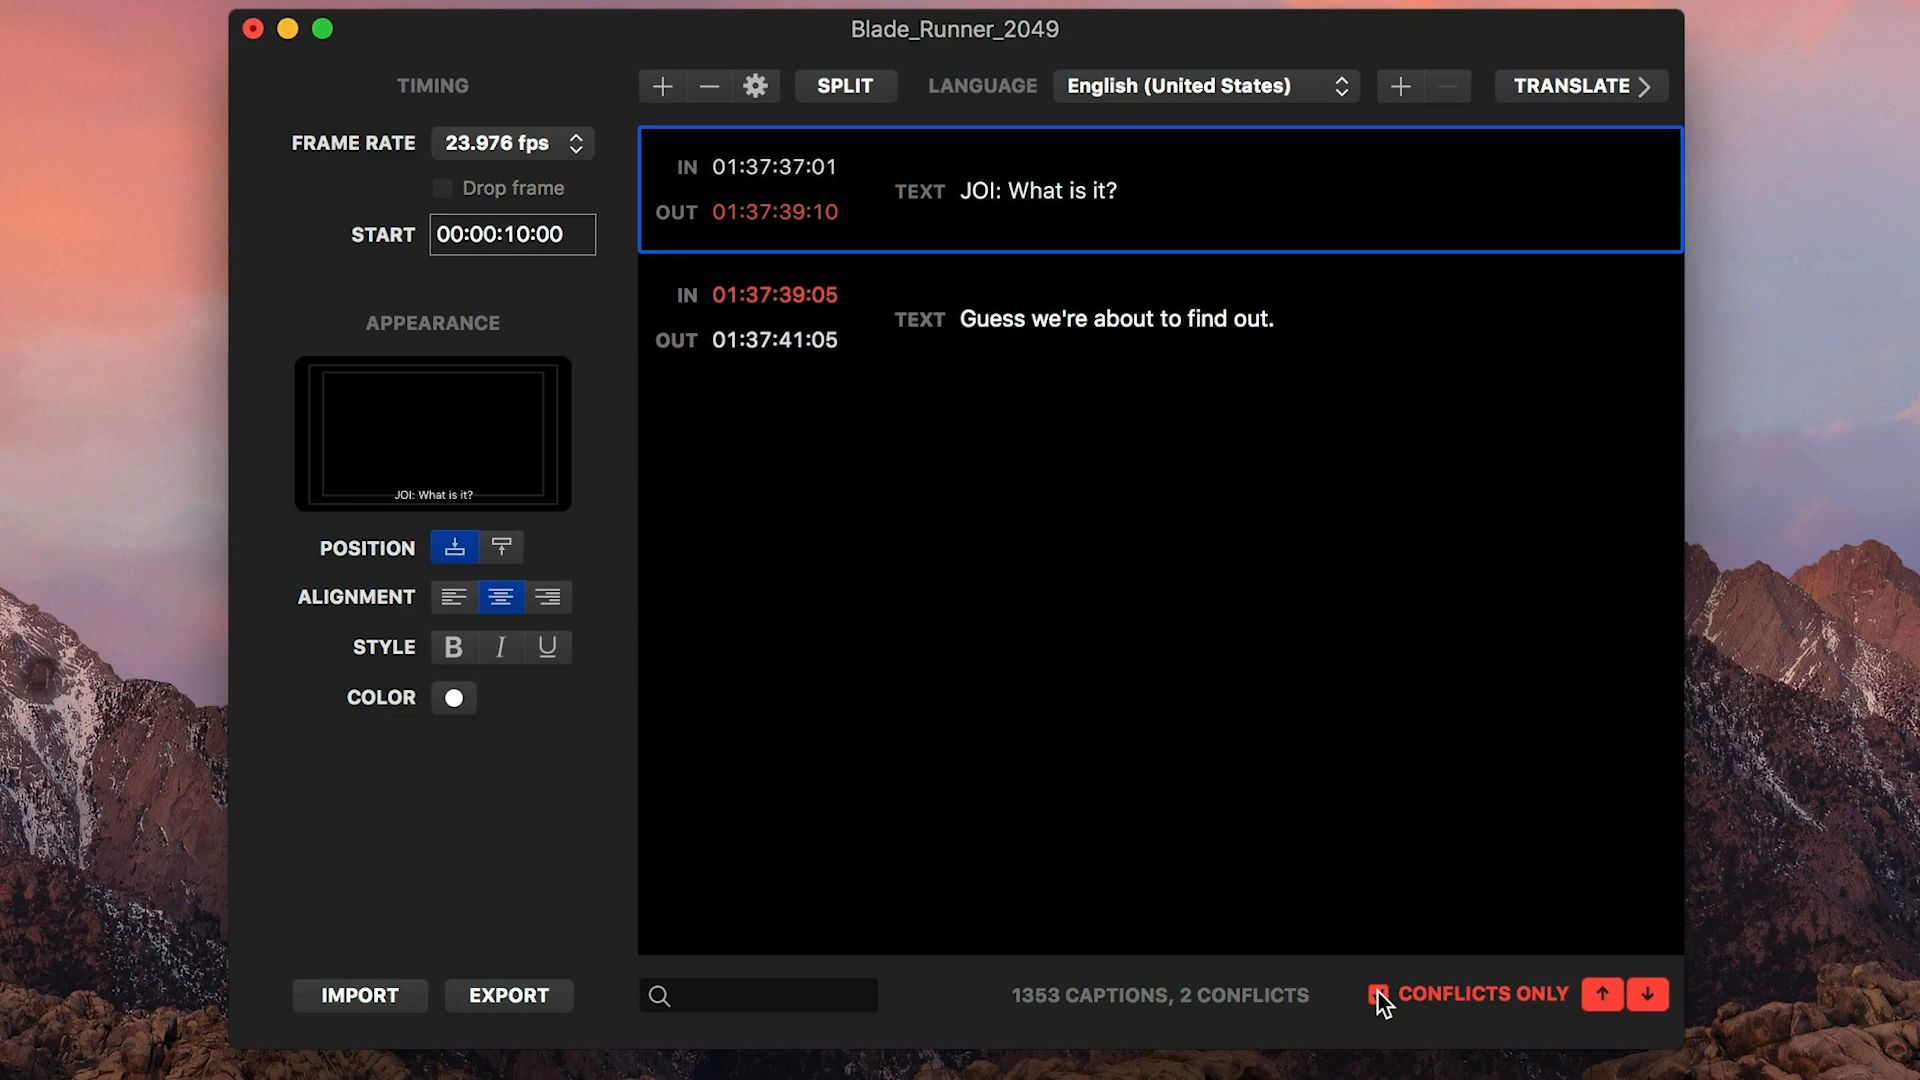 Blade_Runner_2049
TIMING
SPLIT
LANGUAGE
English (United States)
TRANSLATE
FRAME RATE
23.976 fps
Drop frame
START
00:00:10:00
IN 01:37:37:01
OUT 01:37:39:10
TEXT JOI: What is it?
IN 01:37:39:05
OUT 01:37:41:05
TEXT Guess we're about to find out.
APPEARANCE
JOI: What is it?
POSITION
ALIGNMENT
STYLE B I U
COLOR
IMPORT
EXPORT
1353 CAPTIONS, 2 CONFLICTS
CONFLICTS ONLY